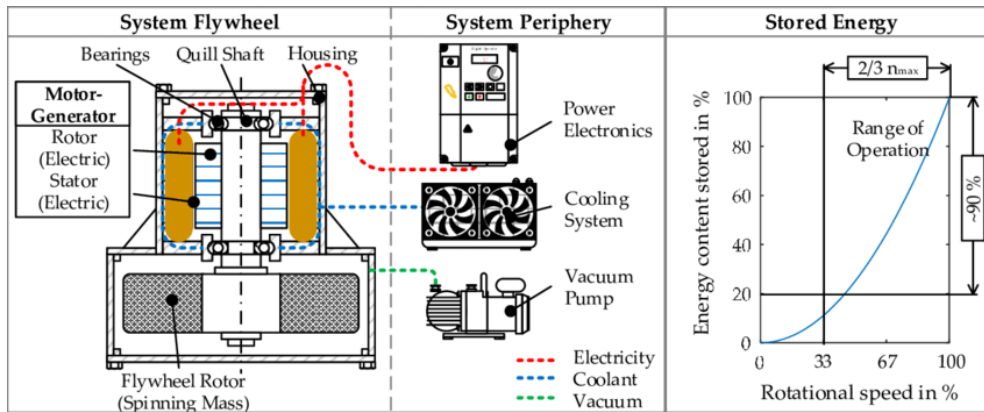 System Flywheel
System Periphery
Stored Energy
Bearings
Quill Shaft
Housing
Motor-
Generator
Rotor
(Electric)
Stator
(Electric)
Flywheel Rotor
(Spinning Mass)
Power
Electronics
Cooling
System
Vacuum
Pump
Electricity
Coolant
Vacuum
2/3 nmax
Range of
Operation
~90 %
Energy content stored in %
100
80
60
40
20
0
0
33
67
100
Rotational speed in %